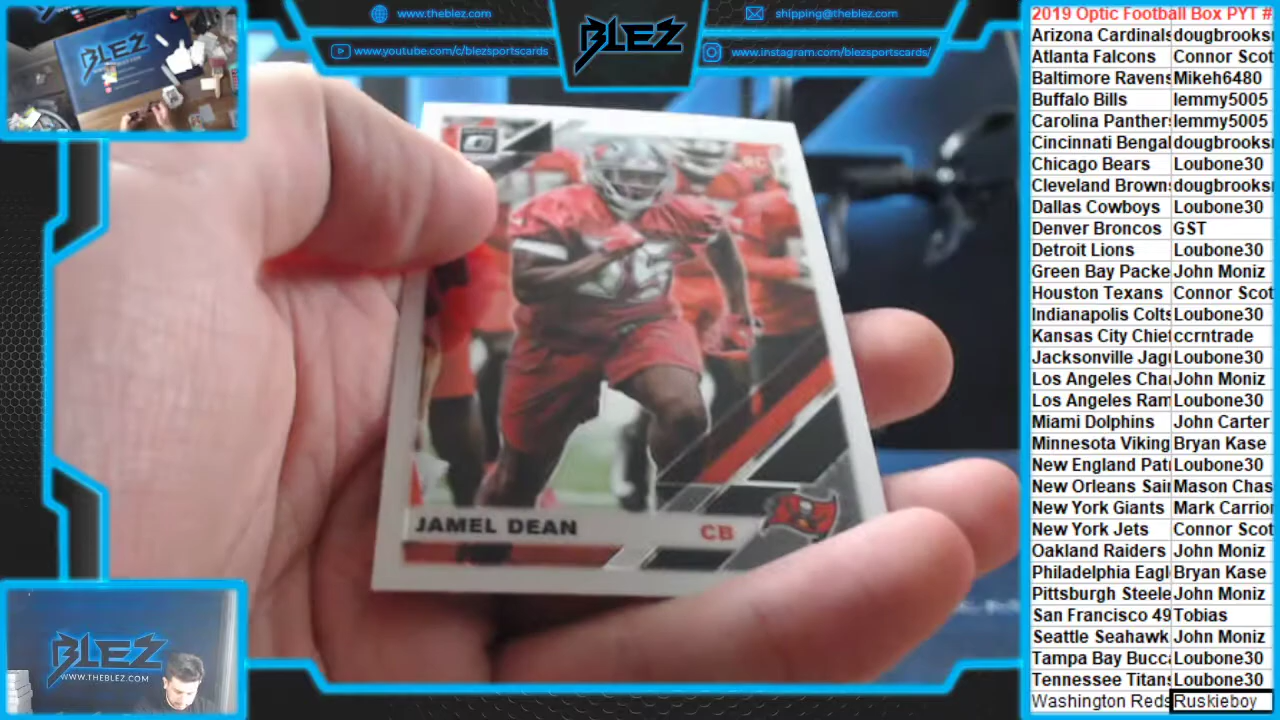 www.theblez.com
shipping@theblez.com
www.youtube.com/c/blezsportscards
www.instagram.com/blezsportscards/
BLEZ
BLEZ
RC
JAMEL DEAN
CB
BLEZ
WWW.THEBLEZ.COM
2019 Optic Football Box PYT #
Arizona Cardinals dougbrooks
Atlanta Falcons Connor Scot
Baltimore Ravens Mikeh6480
Buffalo Bills lemmy5005
Carolina Panther lemmy5005
Cincinnati Bengal dougbrooks
Chicago Bears Loubone30
Cleveland Brown dougbrooks
Dallas Cowboys Loubone30
Denver Broncos GST
Detroit Lions Loubone30
Green Bay Packe John Moniz
Houston Texans Connor Scot
Indianapolis Colts Loubone30
Kansas City Chie ccrntrade
Jacksonville Jag Loubone30
Los Angeles Cha John Moniz
Los Angeles Ram Loubone30
Miami Dolphins John Carter
Minnesota Viking Bryan Kase
New England Pat Loubone30
New Orleans Sai Mason Chas
New York Giants Mark Carrio
New York Jets Connor Scot
Oakland Raiders John Moniz
Philadelphia Eagl Bryan Kase
Pittsburgh Steele John Moniz
San Francisco 49 Tobias
Seattle Seahawk John Moniz
Tampa Bay Bucc Loubone30
Tennessee Titans Loubone30
Washington Reds Ruskieboy